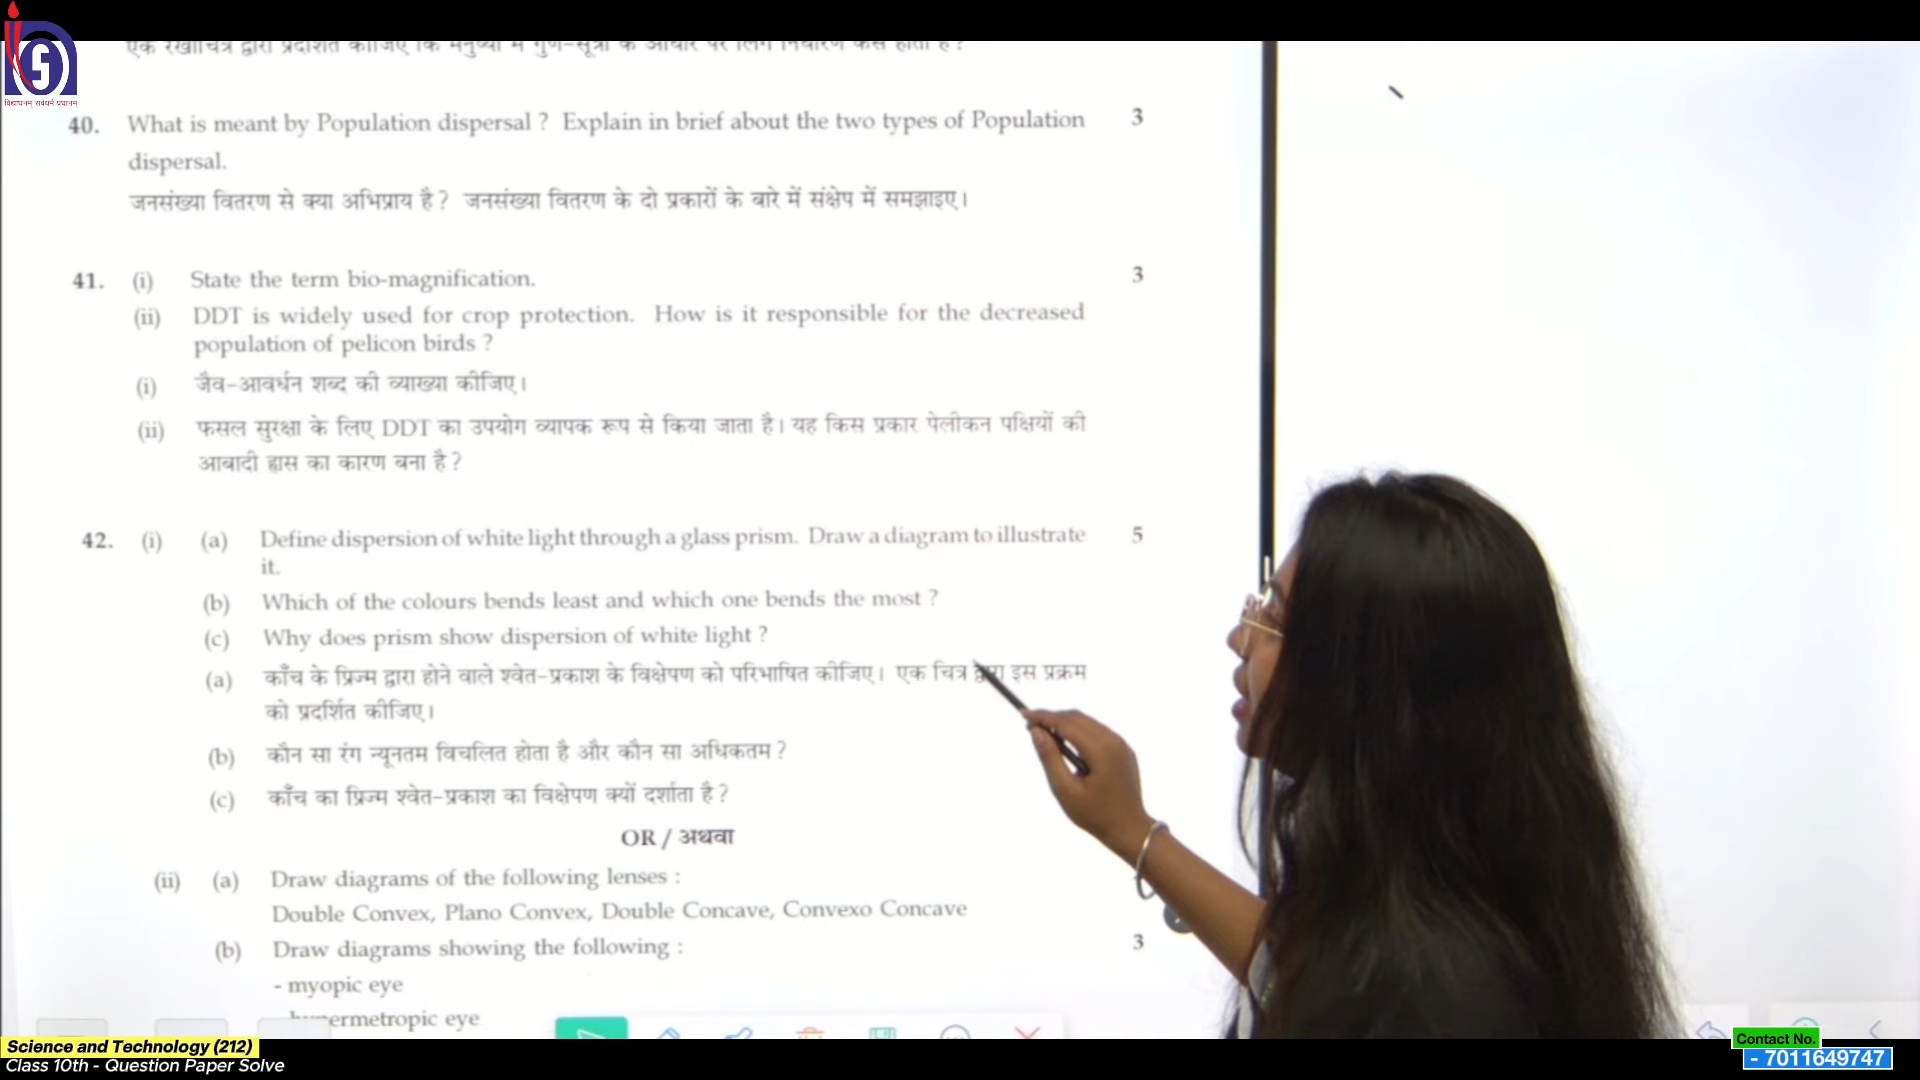 एक रेखाचित्र द्वारा प्रदर्शित कीजिए कि मनुष्यों में गुण-सूत्रों के आधार पर लिंग निर्धारण कैसे होता है?
40. What is meant by Population dispersal ? Explain in brief about the two types of Population 3
dispersal.
जनसंख्या वितरण से क्या अभिप्राय है? जनसंख्या वितरण के दो प्रकारों के बारे में संक्षेप में समझाइए।
41. (i) State the term bio-magnification. 3
(ii) DDT is widely used for crop protection. How is it responsible for the decreased
population of pelicon birds ?
(i) जैव-आवर्धन शब्द की व्याख्या कीजिए।
(ii) फसल सुरक्षा के लिए DDT का उपयोग व्यापक रूप से किया जाता है। यह किस प्रकार पेलीकन पक्षियों की
आबादी ह्रास का कारण बना है?
42. (i) (a) Define dispersion of white light through a glass prism. Draw a diagram to illustrate 5
it.
(b) Which of the colours bends least and which one bends the most ?
(c) Why does prism show dispersion of white light ?
(a) काँच के प्रिज्म द्वारा होने वाले श्वेत-प्रकाश के विक्षेपण को परिभाषित कीजिए। एक चित्र द्वारा इस प्रक्रम
को प्रदर्शित कीजिए।
(b) कौन सा रंग न्यूनतम विचलित होता है और कौन सा अधिकतम ?
(c) काँच का प्रिज्म श्वेत-प्रकाश का विक्षेपण क्यों दर्शाता है?
OR / अथवा
(ii) (a) Draw diagrams of the following lenses :
Double Convex, Plano Convex, Double Concave, Convexo Concave
(b) Draw diagrams showing the following : 3
- myopic eye
ermetropic eye
Science and Technology (212)
Class 10th - Question Paper Solve
Contact No.
- 7011649747